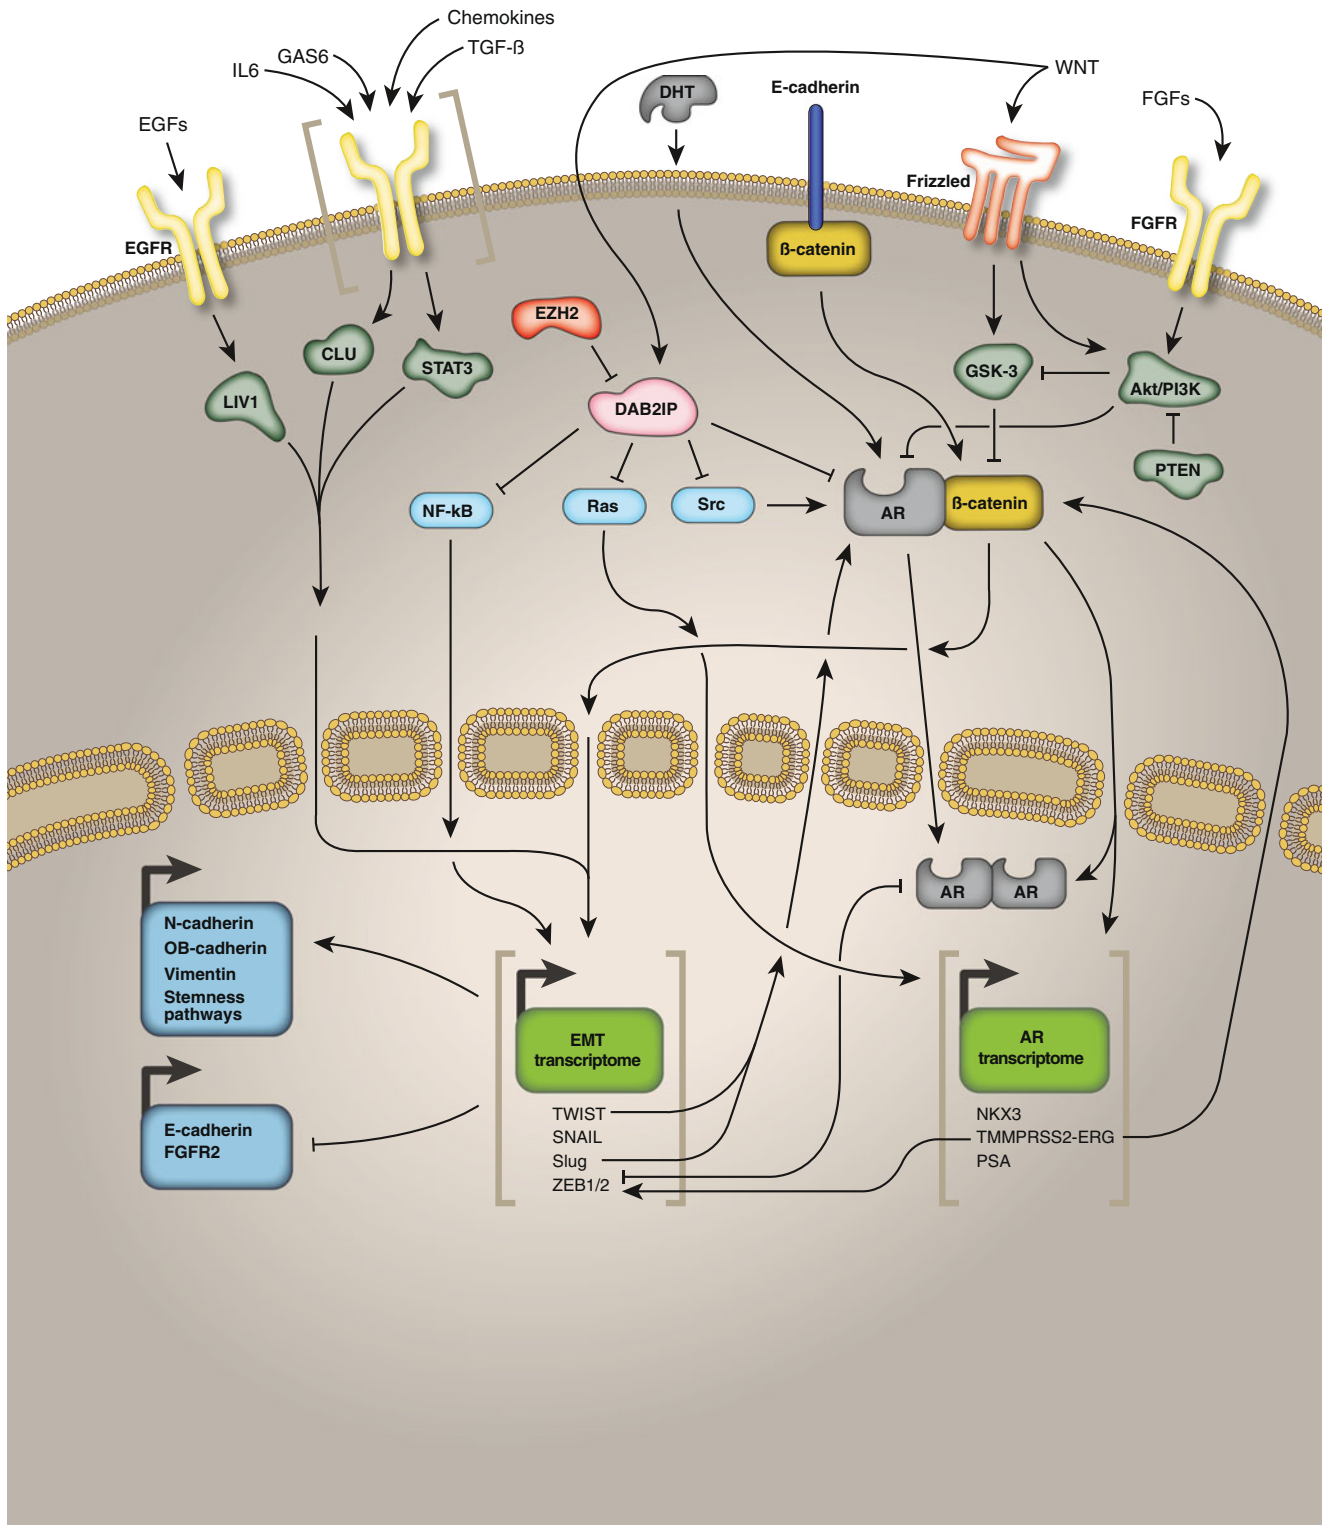 Chemokines
TGF-ß
GAS6
IL6
WNT
DHT
E-cadherin
FGFs
EGFs
Frizzled
FGFR
EGFR
ß-catenin
EZH2
CLU
STAT3
GSK-3
Akt/PI3K
LIV1
DAB2IP
PTEN
NF-kB
Ras
Src
AR
ß-catenin
AR
AR
N-cadherin
OB-cadherin
Vimentin
Stemness
pathways
EMT
transcriptome
AR
transcriptome
E-cadherin
FGFR2
TWIST
SNAIL
Slug
ZEB1/2
NKX3
TMMPRSS2-ERG
PSA